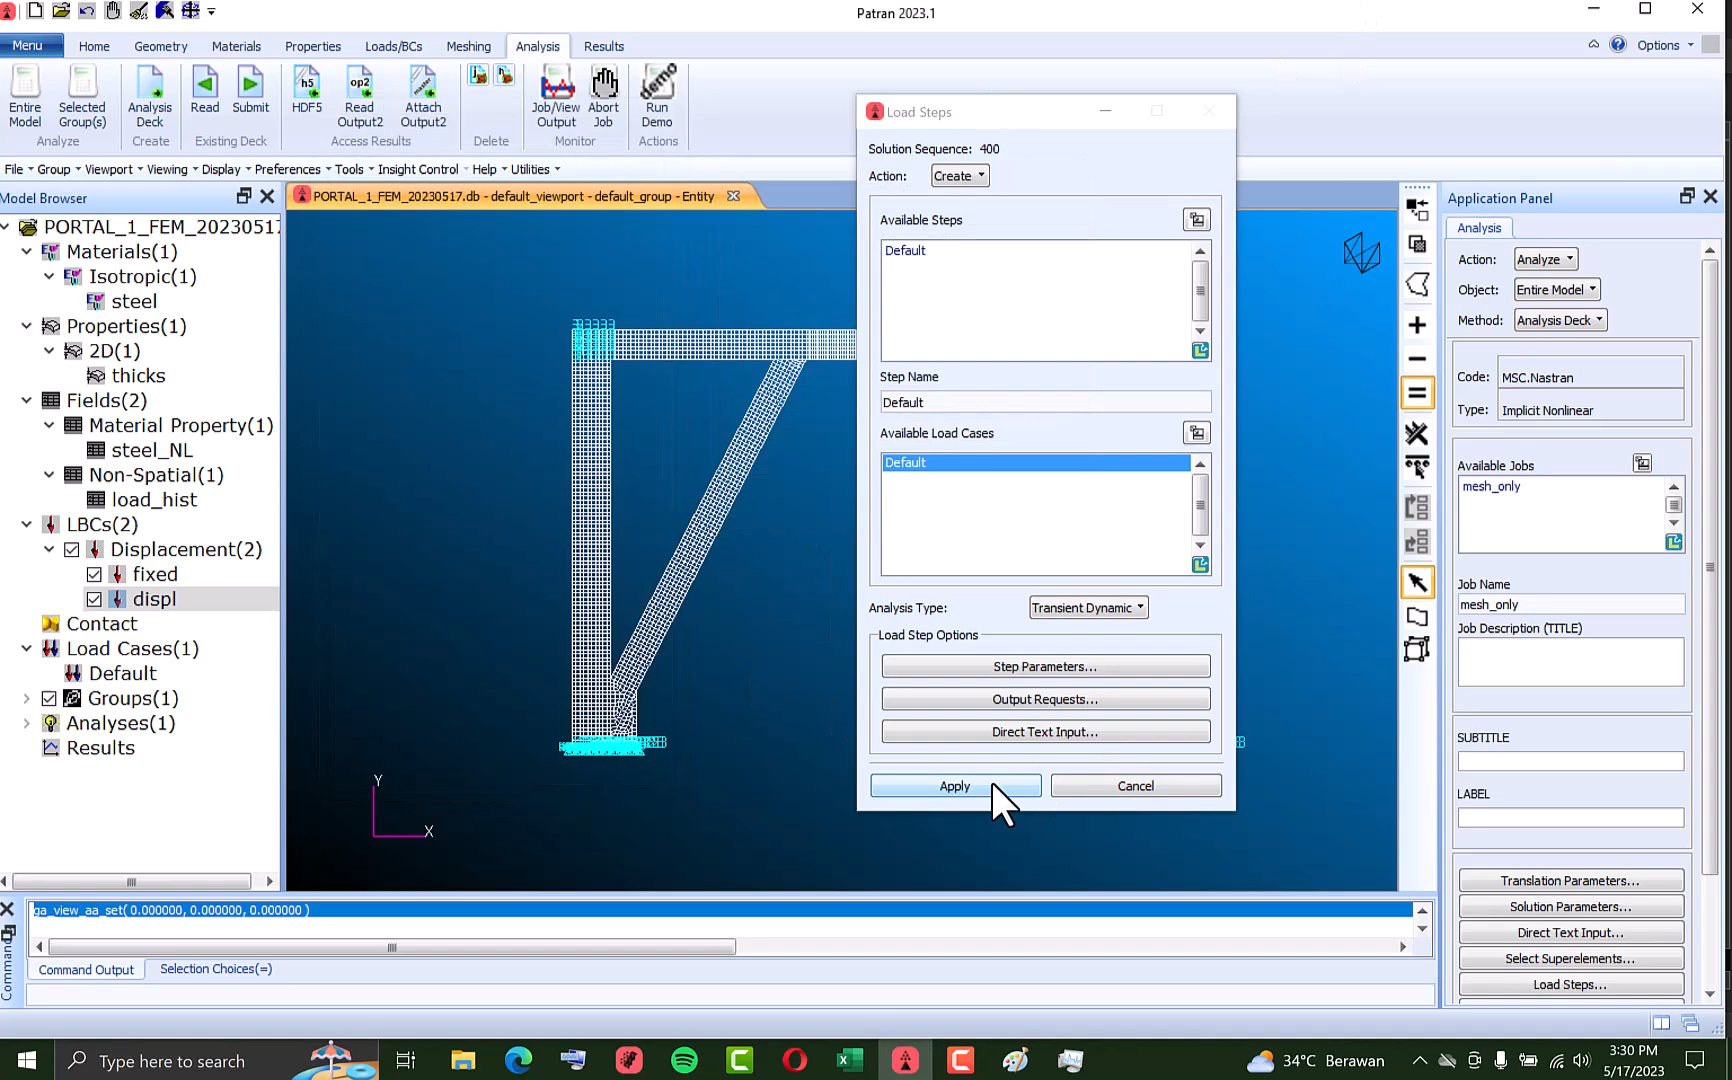 Patran 2023.1
Menu Home Geometry Materials Properties Loads/BCs Meshing Analysis Results
Options
Entire Model
Selected Group(s)
Analysis Deck
Read
Submit
HDF5
Read Output2
Attach Output2
Job/View Output
Abort Job
Run Demo
Analyze Create Existing Deck Access Results Delete Monitor Actions
File Group Viewport Viewing Display Preferences Tools Insight Control Help Utilities
Model Browser
PORTAL_1_FEM_20230517
Materials(1)
Isotropic(1)
steel
Properties(1)
2D(1)
thicks
Fields(2)
Material Property(1)
steel_NL
Non-Spatial(1)
load_hist
LBCs(2)
Displacement(2)
fixed
displ
Contact
Load Cases(1)
Default
Groups(1)
Analyses(1)
Results
PORTAL_1_FEM_20230517.db - default_viewport - default_group - Entity
Y
X
Load Steps
Solution Sequence: 400
Action: Create
Available Steps
Default
Step Name
Default
Available Load Cases
Default
Analysis Type: Transient Dynamic
Load Step Options
Step Parameters...
Output Requests...
Direct Text Input...
Apply Cancel
Application Panel
Analysis
Action: Analyze
Object: Entire Model
Method: Analysis Deck
Code: MSC.Nastran
Type: Implicit Nonlinear
Available Jobs
mesh_only
Job Name
mesh_only
Job Description (TITLE)
SUBTITLE
LABEL
Translation Parameters...
Solution Parameters...
Direct Text Input...
Select Superelements...
Load Steps...
ga_view_aa_set( 0.000000, 0.000000, 0.000000 )
Command Output Selection Choices(=)
Type here to search
34°C Berawan
3:30 PM
5/17/2023